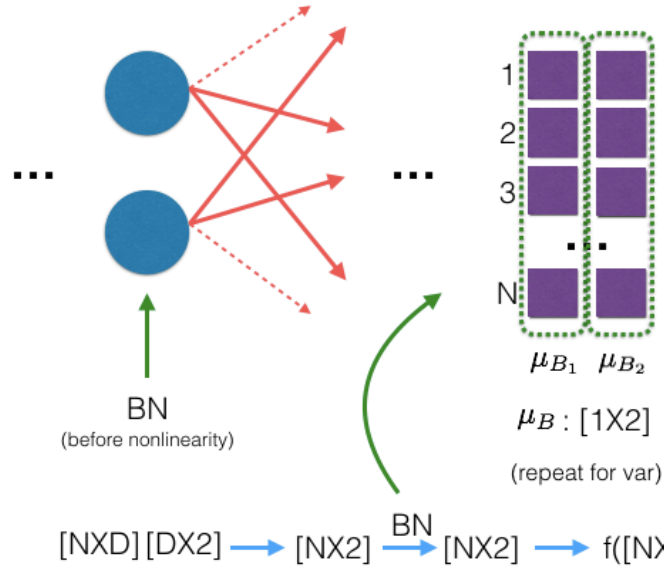 ...
...
1
2
3
...
N
μB1 μB2
BN
(before nonlinearity)
μB : [1X2]
(repeat for var)
BN
[NXD] [DX2] [NX2] [NX2] f([NX